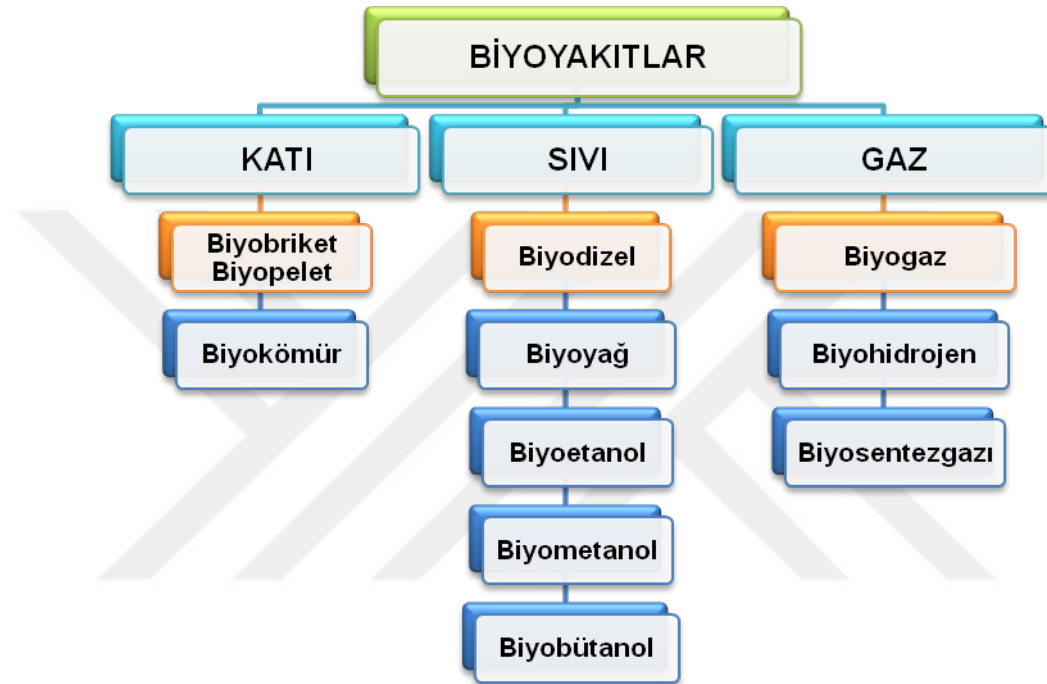 BİYOYAKITLAR
KATI
SIVI
GAZ
Biyobriket
Biyopelet
Biyodizel
Biyogaz
Biyokömür
Biyoyağ
Biyohidrojen
Biyoetanol
Biyosentezgazı
Biyometanol
Biyobütanol